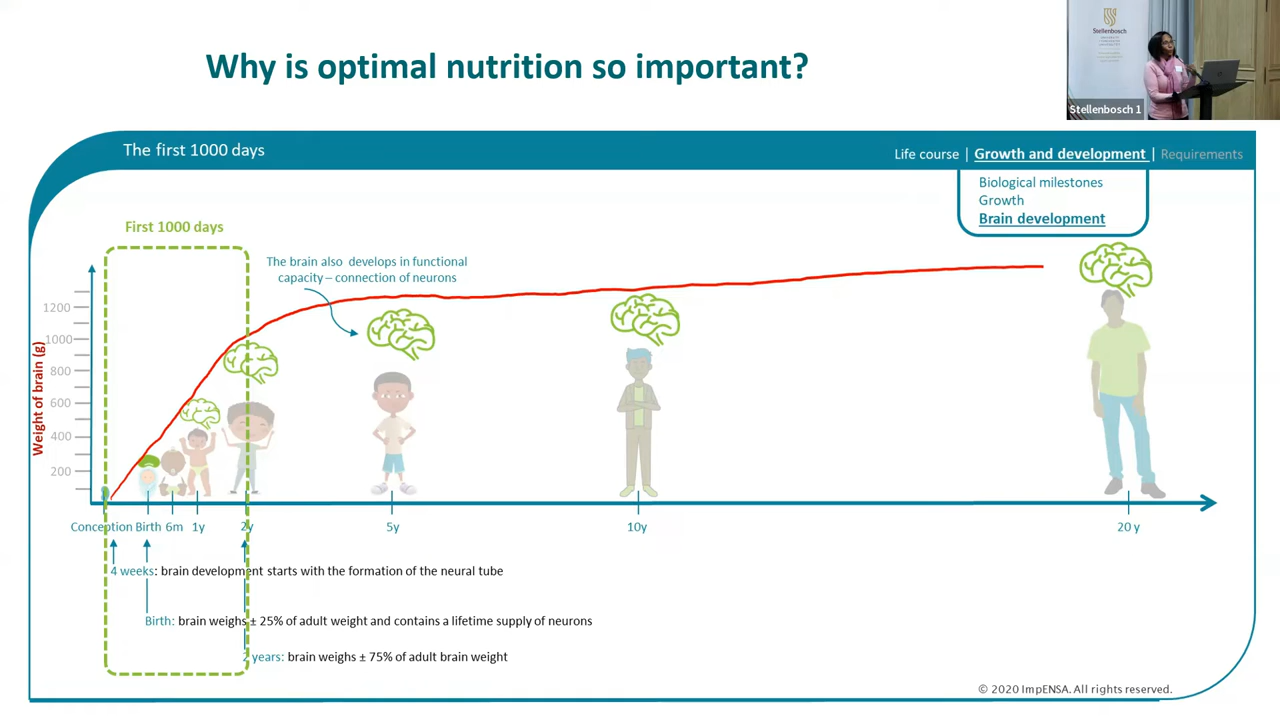 Why is optimal nutrition so important?
Stellenbosch
Stellenbosch 1
The first 1000 days
Life course | Growth and development | Requirements
Biological milestones
Growth
Brain development
First 1000 days
The brain also develops in functional
capacity – connection of neurons
Weight of brain (g)
1200
1000
800
600
400
200
Conception Birth 6m 1y 2y 5y 10y 20 y
4 weeks: brain development starts with the formation of the neural tube
Birth: brain weighs ± 25% of adult weight and contains a lifetime supply of neurons
2 years: brain weighs ± 75% of adult brain weight
© 2020 ImpENSA. All rights reserved.